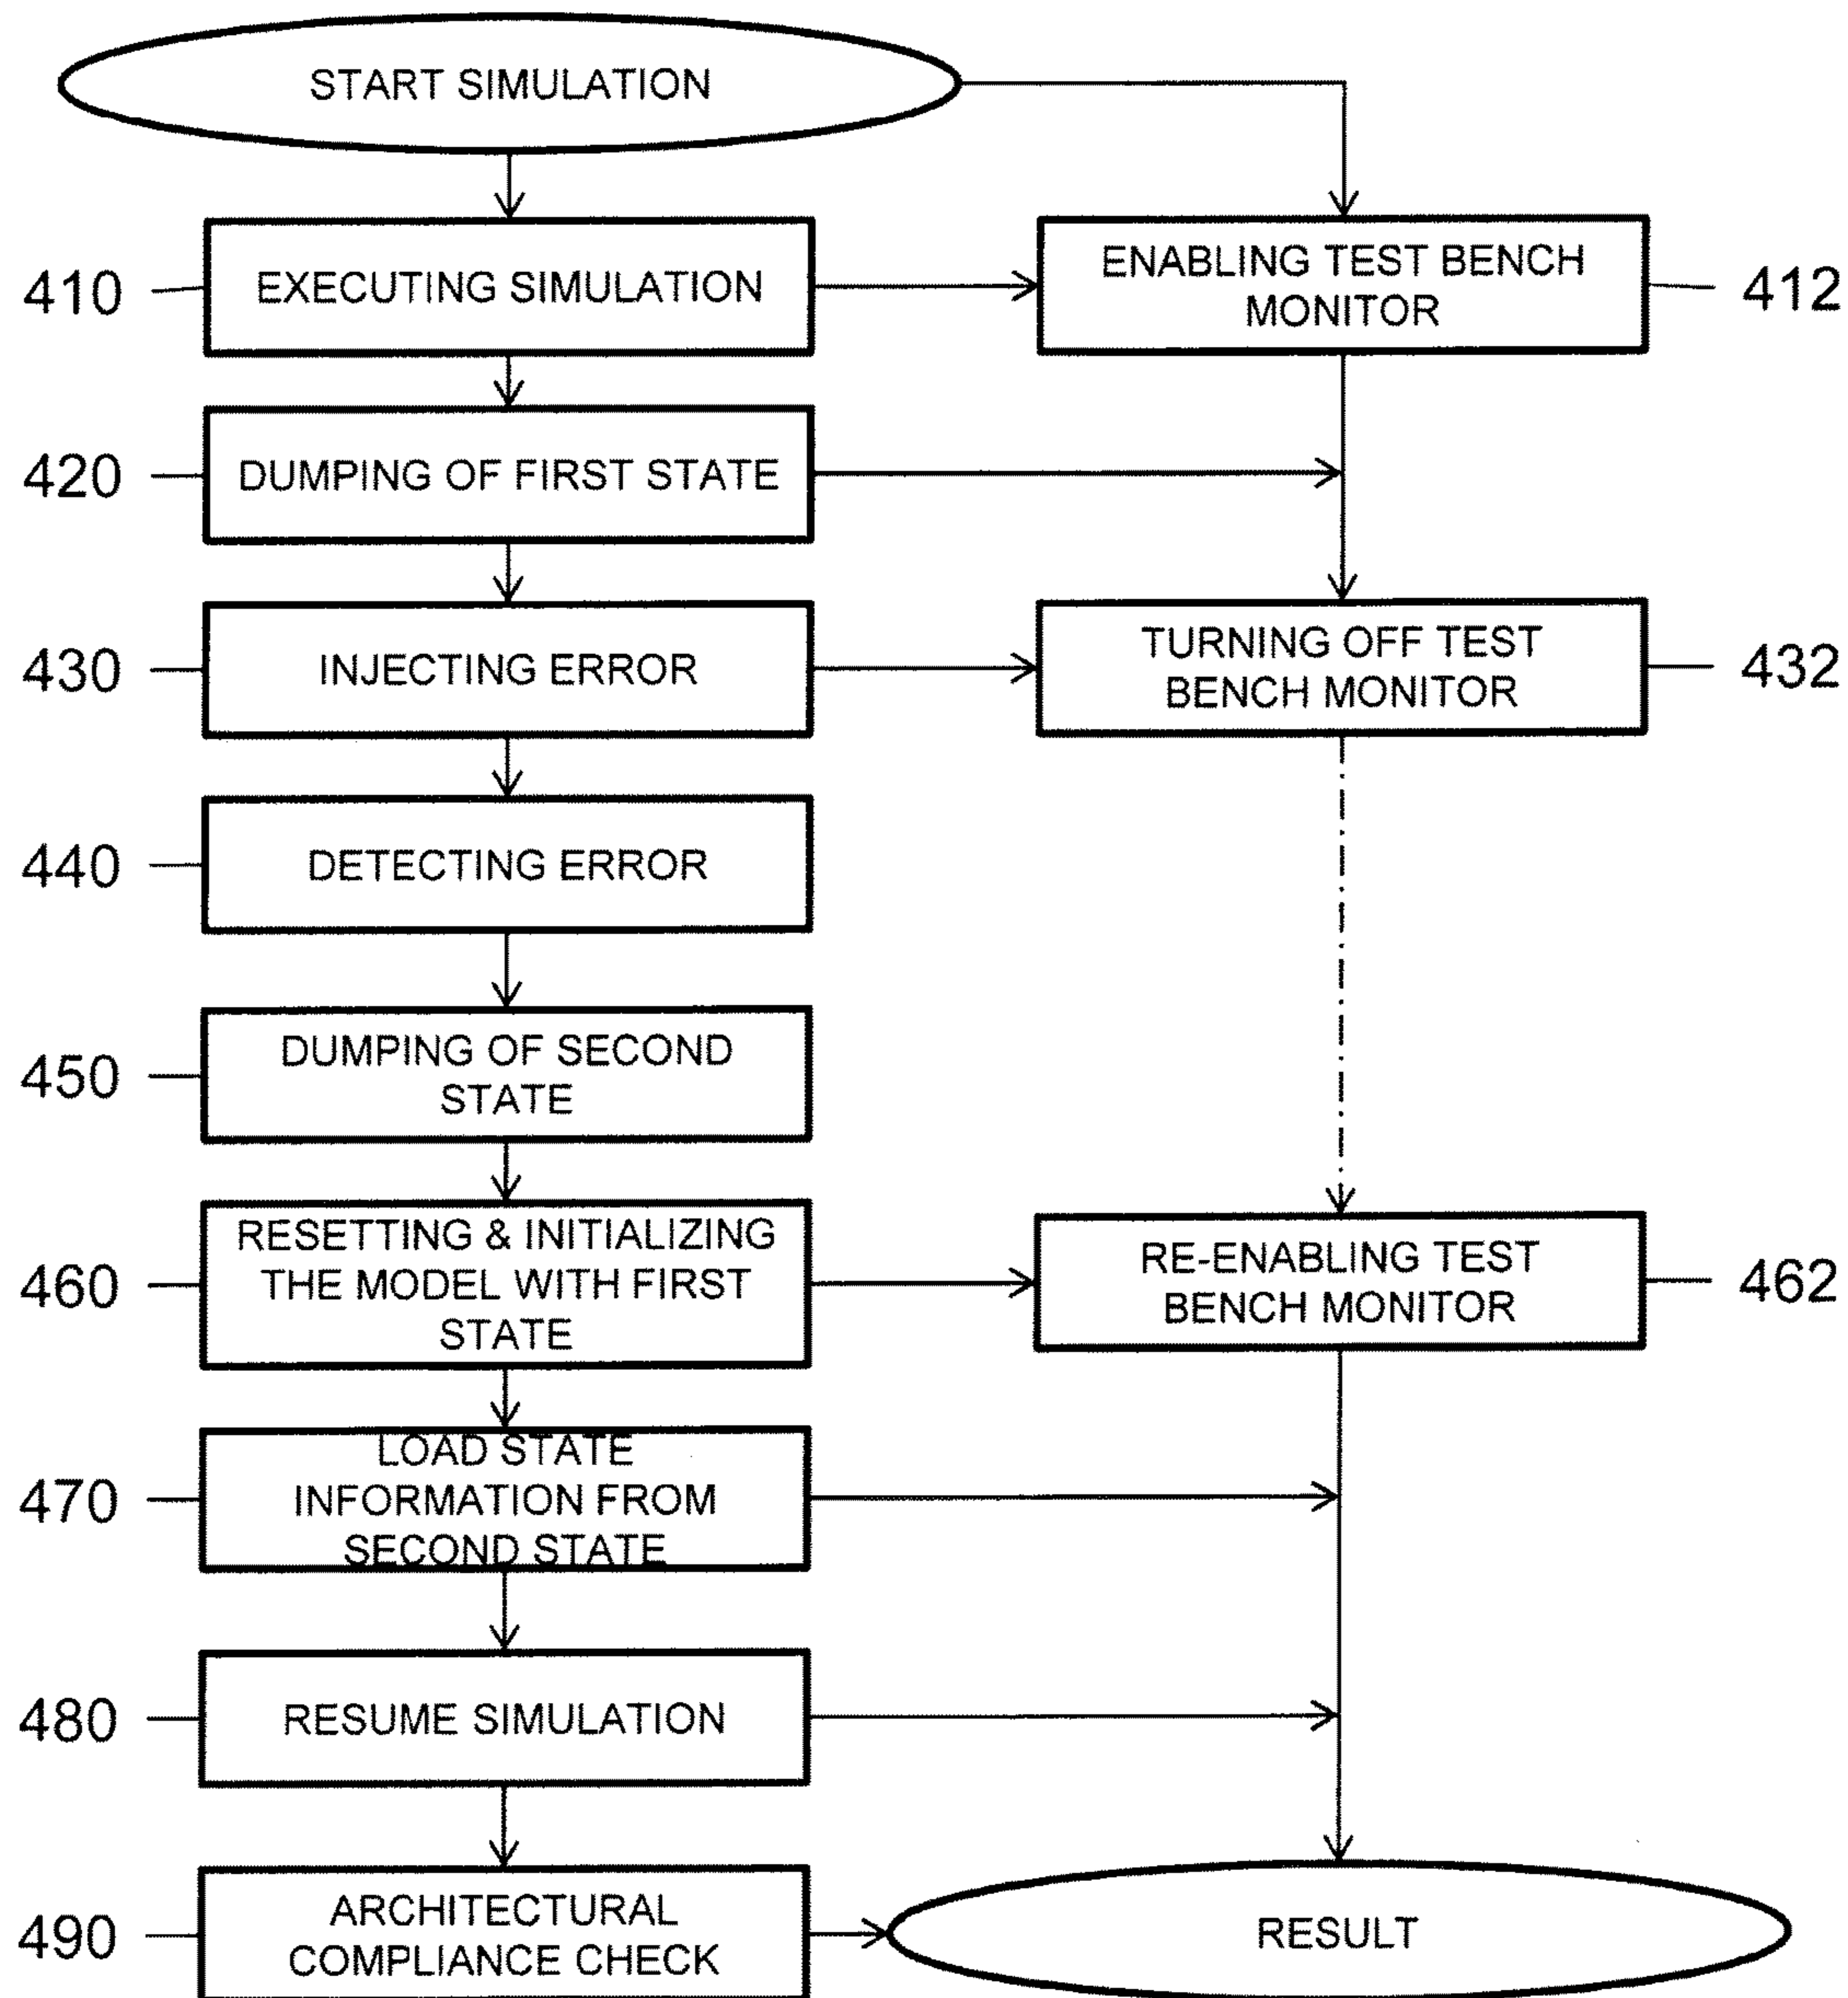 START SIMULATION
410
EXECUTING SIMULATION
ENABLING TEST BENCH
MONITOR
412
420
DUMPING OF FIRST STATE
430
INJECTING ERROR
TURNING OFF TEST
BENCH MONITOR
432
440
DETECTING ERROR
450
DUMPING OF SECOND
STATE
460
RESETTING & INITIALIZING
THE MODEL WITH FIRST
STATE
RE-ENABLING TEST
BENCH MONITOR
462
470
LOAD STATE
INFORMATION FROM
SECOND STATE
480
RESUME SIMULATION
490
ARCHITECTURAL
COMPLIANCE CHECK
RESULT